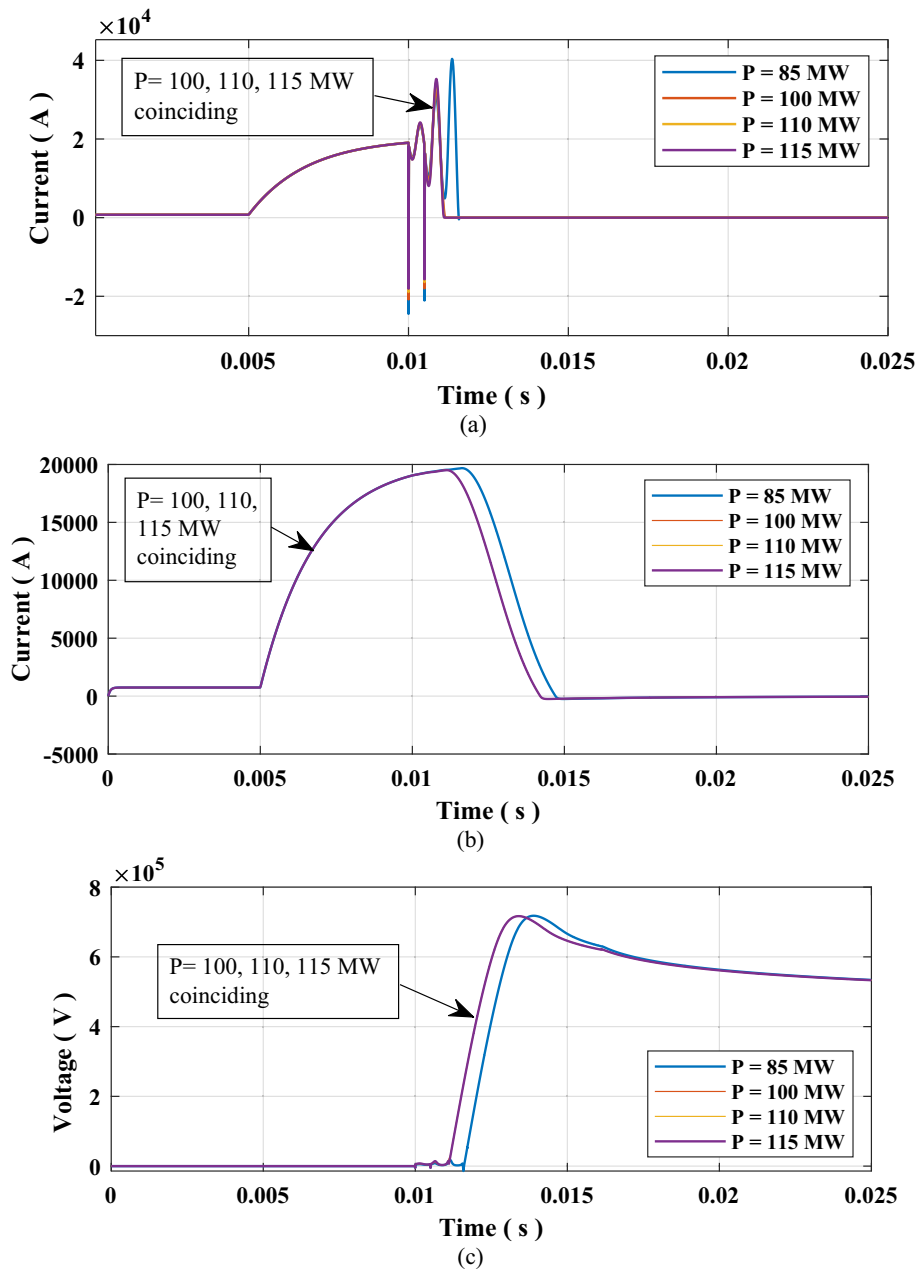 ×10⁴
4
2
0
-2
Current ( A )
P= 100, 110, 115 MW
coinciding
P = 85 MW
P = 100 MW
P = 110 MW
P = 115 MW
0.005
0.01
0.015
0.02
0.025
Time ( s )
(a)
20000
15000
10000
5000
0
-5000
Current ( A )
P= 100, 110,
115 MW
coinciding
P = 85 MW
P = 100 MW
P = 110 MW
P = 115 MW
0
0.005
0.01
0.015
0.02
0.025
Time ( s )
(b)
×10⁵
8
6
4
2
0
Voltage ( V )
P= 100, 110, 115 MW
coinciding
P = 85 MW
P = 100 MW
P = 110 MW
P = 115 MW
0
0.005
0.01
0.015
0.02
0.025
Time ( s )
(c)